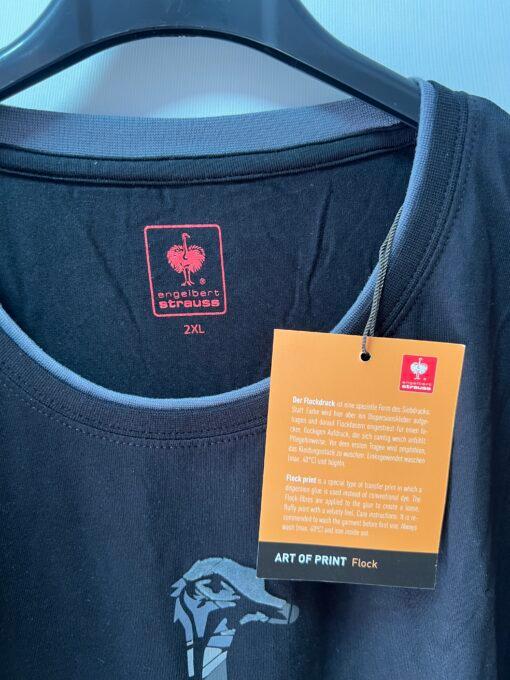 engelbert
strauss
2XL
engelbert
strauss
Der Flockdruck ist eine spezielle Form des Siebdrucks.
Statt Farbe wird hier aber ein Dispersionskleber aufge-
tragen und darauf Flockfasern eingestreut für einen
flockigen Aufdruck, die sich samtig weich anfühlt.
Pflegehinweise: Vor dem ersten Tragen wird empfohlen,
das Kleidungsstück zu waschen. Linksgewendet waschen
(max. 40°C) und bügeln.
Flock print is a special type of transfer print in which a
dispersion glue is used instead of conventional dye. The
Flock-fibres are applied to the glue to create a
fluffy print with a velvety feel. Care instructions: It is re-
commended to wash the garment before first use. Always
wash (max. 40°C) and iron inside out.
ART OF PRINT Flock